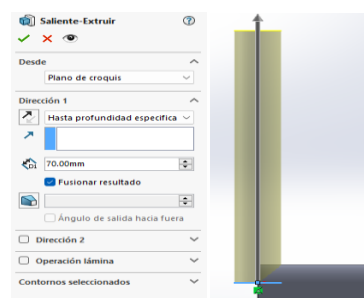 Saliente-Extruir
Desde
Plano de croquis
Dirección 1
Hasta profundidad especifica
70.00mm
Fusionar resultado
Ángulo de salida hacia fuera
Dirección 2
Operación lámina
Contornos seleccionados